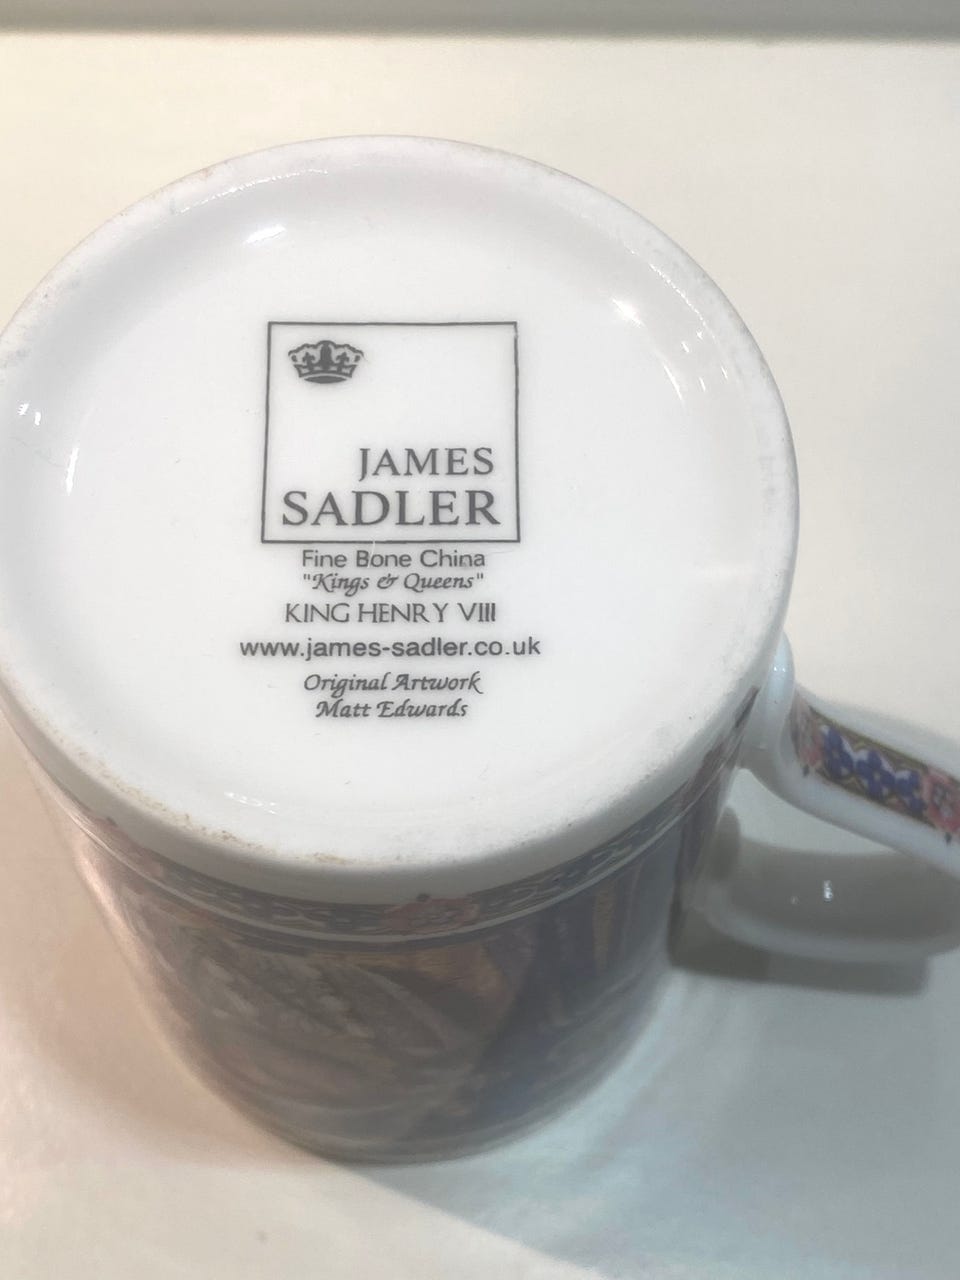 JAMES
SADLER
Fine Bone China
"Kings & Queens"
KING HENRY VIII
www.james-sadler.co.uk
Original Artwork
Matt Edwards